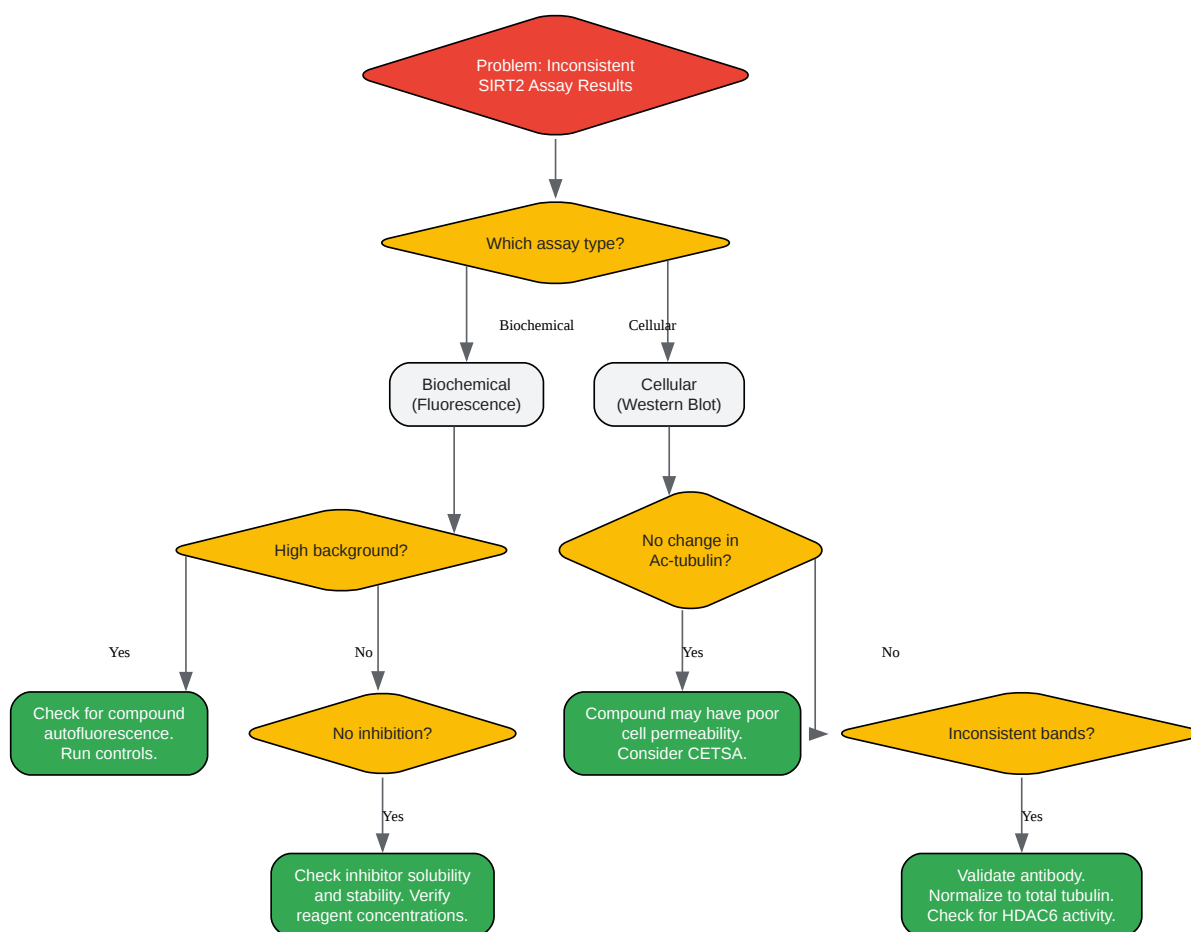 Problem: Inconsistent
SIRT2 Assay Results
Which assay type?
Biochemical
Cellular
Biochemical
(Fluorescence)
Cellular
(Western Blot)
High background?
No change in
Ac-tubulin?
Yes
No
Yes
No
Check for compound
autofluorescence.
Run controls.
No inhibition?
Compound may have poor
cell permeability.
Consider CETSA.
Inconsistent bands?
Yes
Yes
Check inhibitor solubility
and stability. Verify
reagent concentrations.
Validate antibody.
Normalize to total tubulin.
Check for HDAC6 activity.